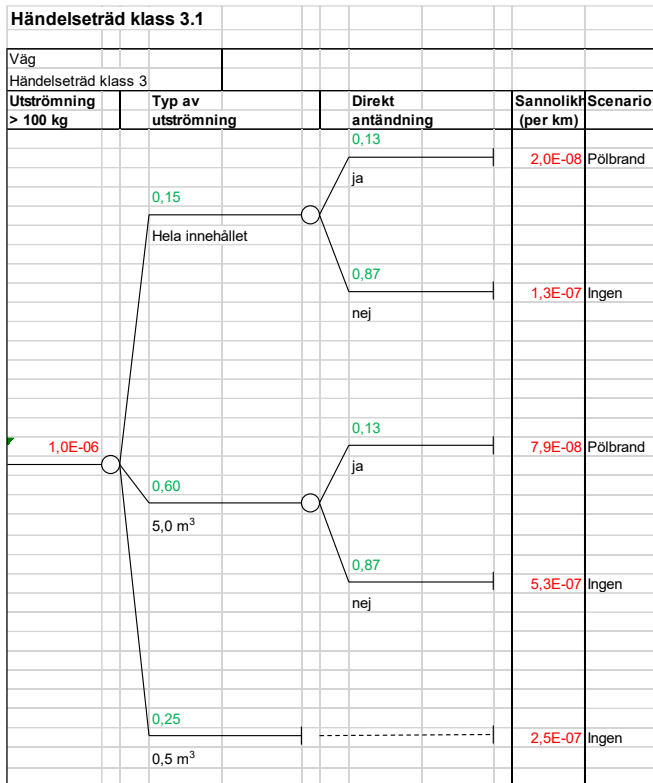 Händelseträd klass 3.1
Väg
Händelseträd klass 3
Utströmning Typ av Direkt Sannolikh Scenario
> 100 kg utströmning antändning (per km)
0,13
2,0E-08 Pölbrand
ja
0,15
Hela innehållet
0,87
1,3E-07 Ingen
nej
0,13
1,0E-06 7,9E-08 Pölbrand
ja
0,60
5,0 m³
0,87
5,3E-07 Ingen
nej
0,25
2,5E-07 Ingen
0,5 m³